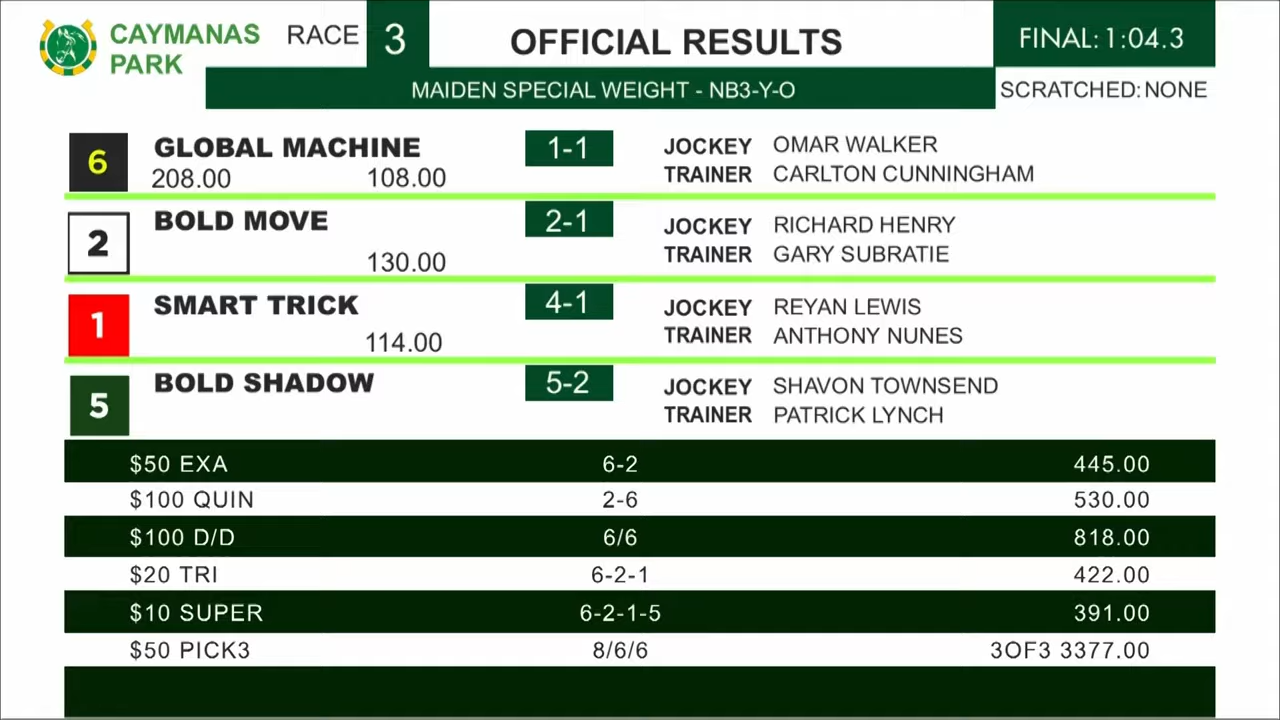 CAYMANAS PARK
RACE 3
OFFICIAL RESULTS
FINAL: 1:04.3
MAIDEN SPECIAL WEIGHT - NB3-Y-O
SCRATCHED: NONE
6 GLOBAL MACHINE 1-1 JOCKEY OMAR WALKER
208.00 108.00 TRAINER CARLTON CUNNINGHAM
2 BOLD MOVE 2-1 JOCKEY RICHARD HENRY
130.00 TRAINER GARY SUBRATIE
1 SMART TRICK 4-1 JOCKEY REYAN LEWIS
114.00 TRAINER ANTHONY NUNES
5 BOLD SHADOW 5-2 JOCKEY SHAVON TOWNSEND
TRAINER PATRICK LYNCH
$50 EXA 6-2 445.00
$100 QUIN 2-6 530.00
$100 D/D 6/6 818.00
$20 TRI 6-2-1 422.00
$10 SUPER 6-2-1-5 391.00
$50 PICK3 8/6/6 3OF3 3377.00